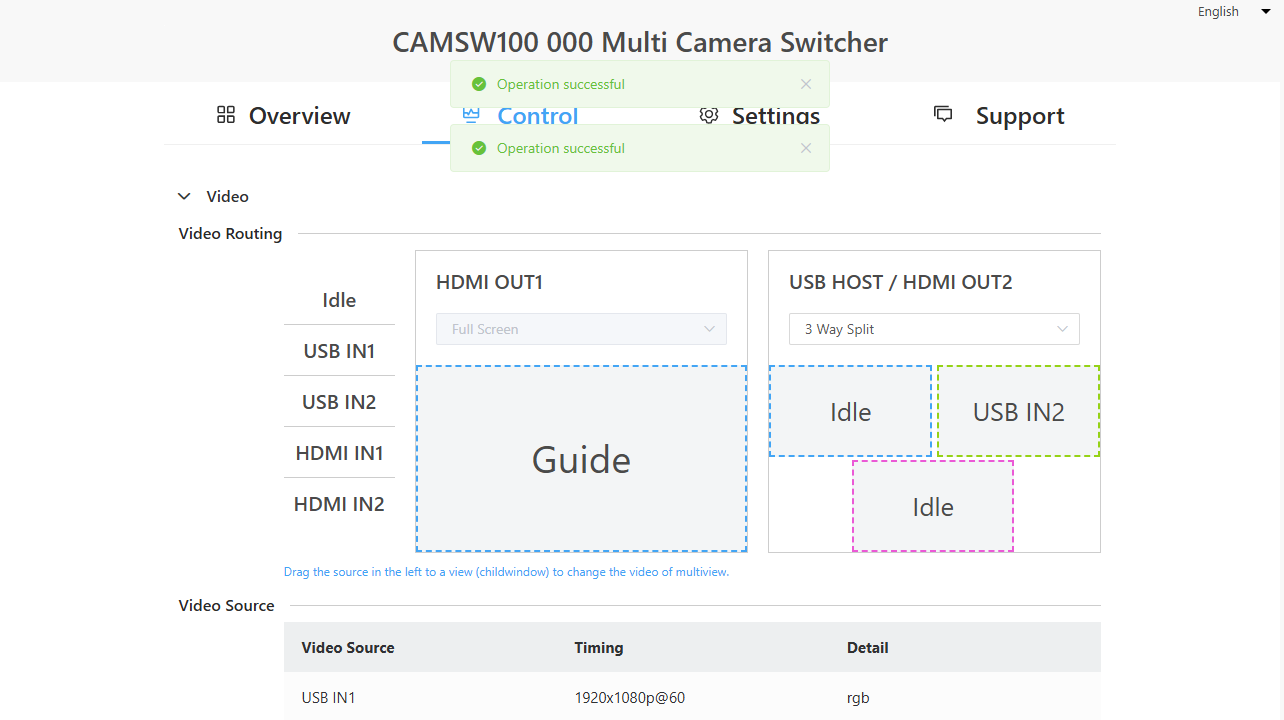 English
CAMSW100 000 Multi Camera Switcher
Operation successful
Overview
Control
Settings
Support
Operation successful
Video
Video Routing
Idle
USB IN1
USB IN2
HDMI IN1
HDMI IN2
HDMI OUT1
Full Screen
Guide
USB HOST / HDMI OUT2
3 Way Split
Idle
USB IN2
Idle
Drag the source in the left to a view (childwindow) to change the video of multiview.
Video Source
Video Source Timing Detail
USB IN1 1920x1080p@60 rgb